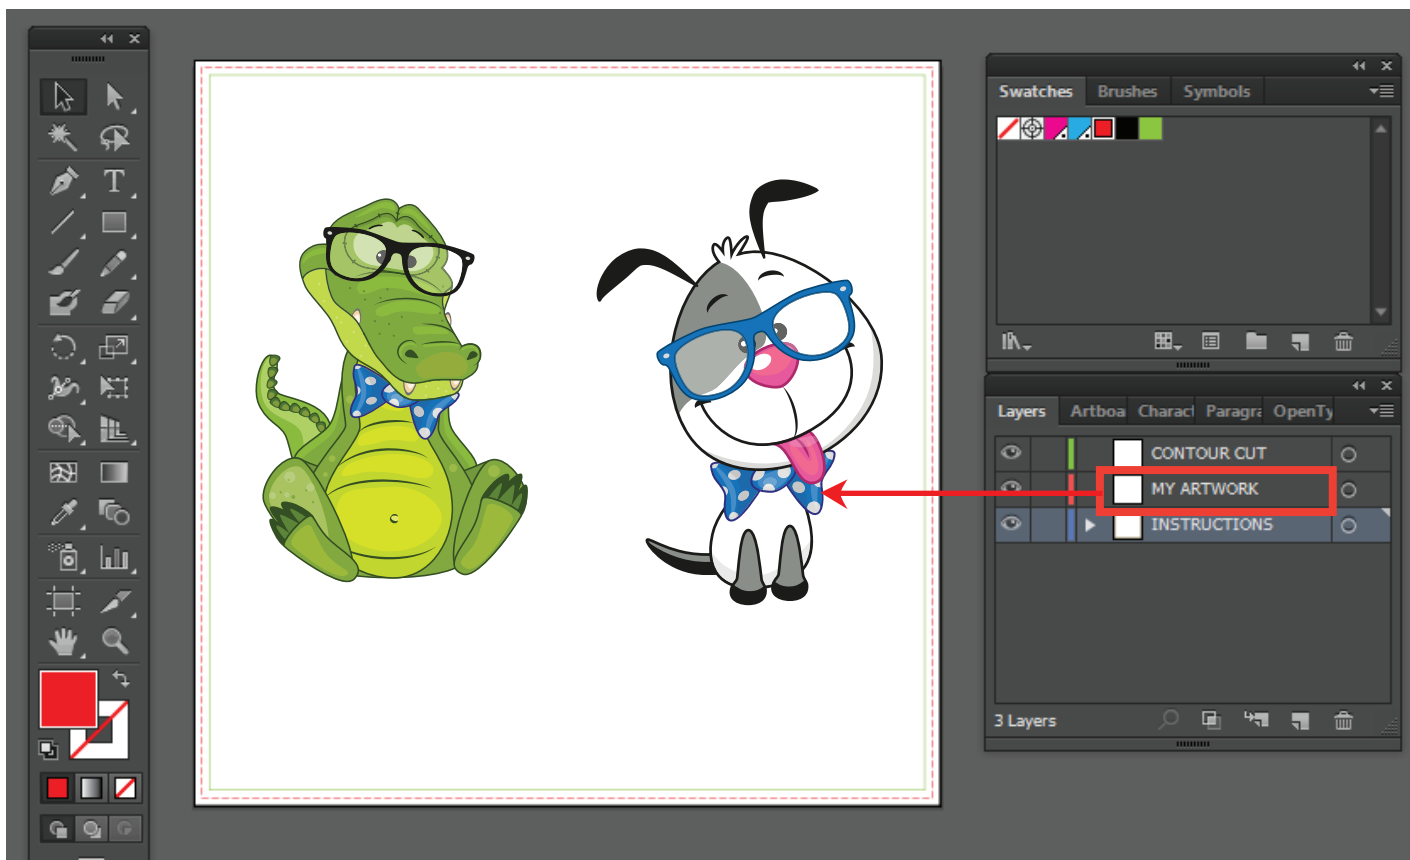 Swatches Brushes Symbols
Layers Artboa Charact Paragra OpenTy
CONTOUR CUT
MY ARTWORK
INSTRUCTIONS
3 Layers
T